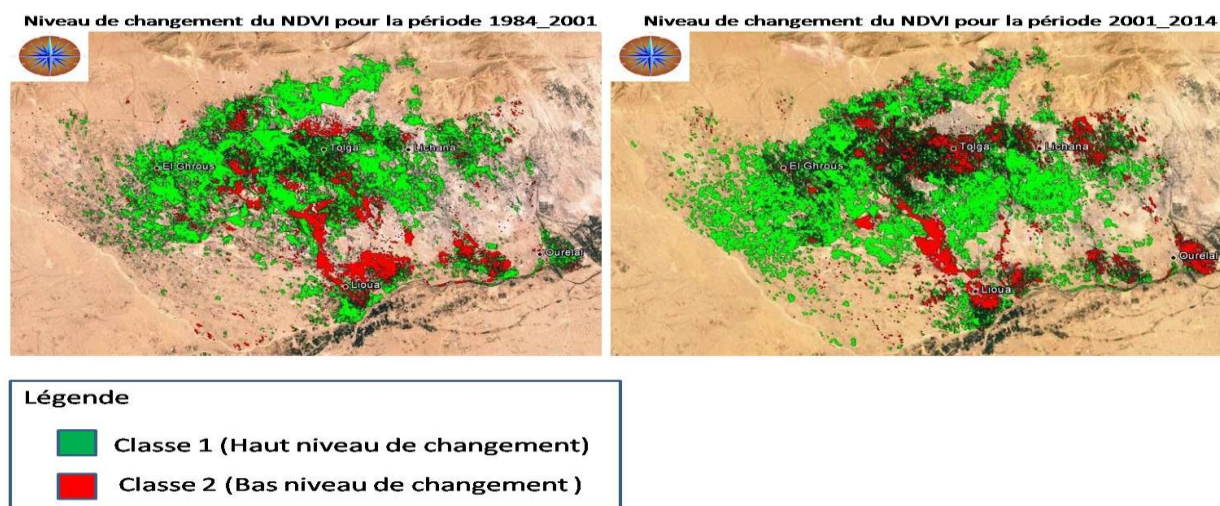 Niveau de changement du NDVI pour la période 1984_2001
Niveau de changement du NDVI pour la période 2001_2014
El Ghrous
Tolga
Lichana
Ourelal
Lioua
El Ghrous
Tolga
Lichana
Ourelal
Lioua
Légende
Classe 1 (Haut niveau de changement)
Classe 2 (Bas niveau de changement )